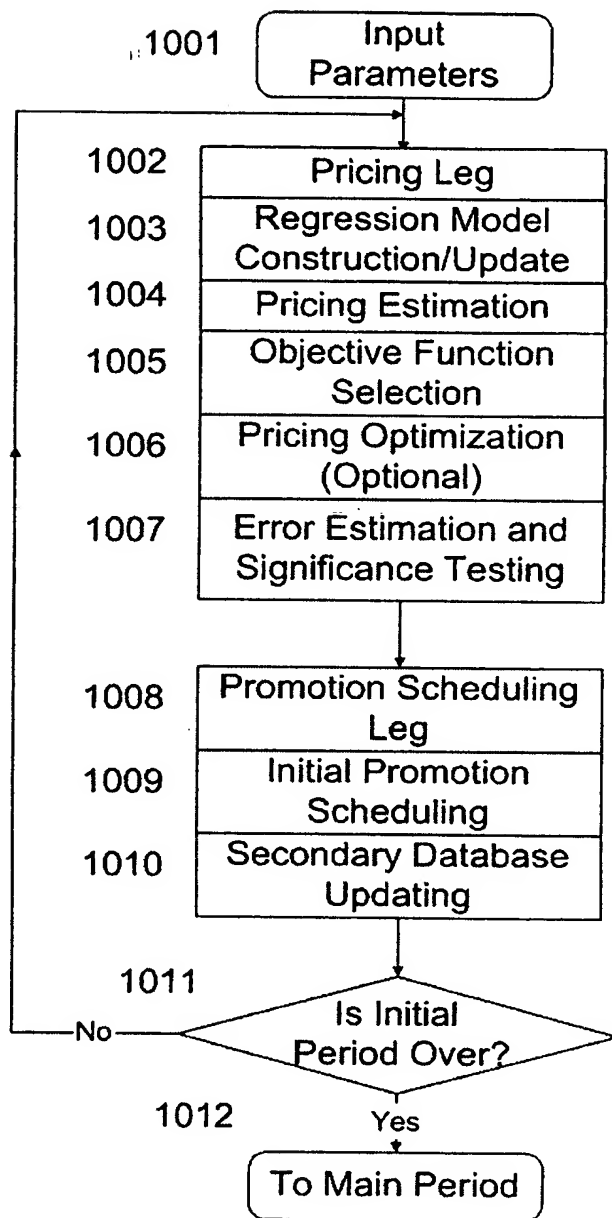 1001
Input
Parameters
1002
Pricing Leg
1003
Regression Model
Construction/Update
1004
Pricing Estimation
1005
Objective Function
Selection
1006
Pricing Optimization
(Optional)
1007
Error Estimation and
Significance Testing
1008
Promotion Scheduling
Leg
1009
Initial Promotion
Scheduling
1010
Secondary Database
Updating
1011
Is Initial
Period Over?
No
1012
Yes
To Main Period